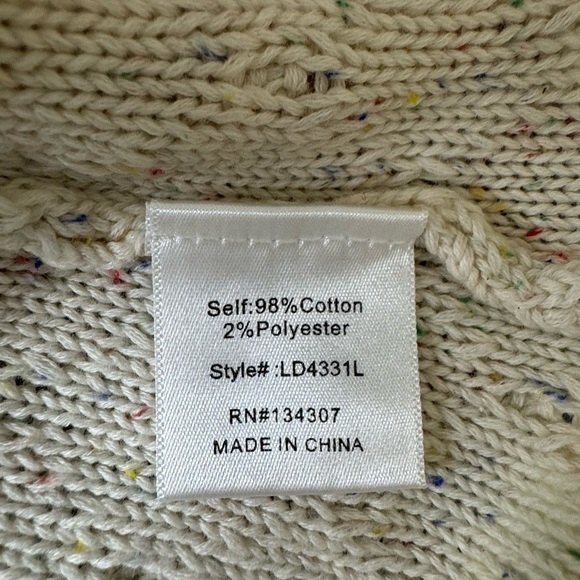 Self:98%Cotton
2%Polyester
Style# :LD4331L
RN#134307
MADE IN CHINA